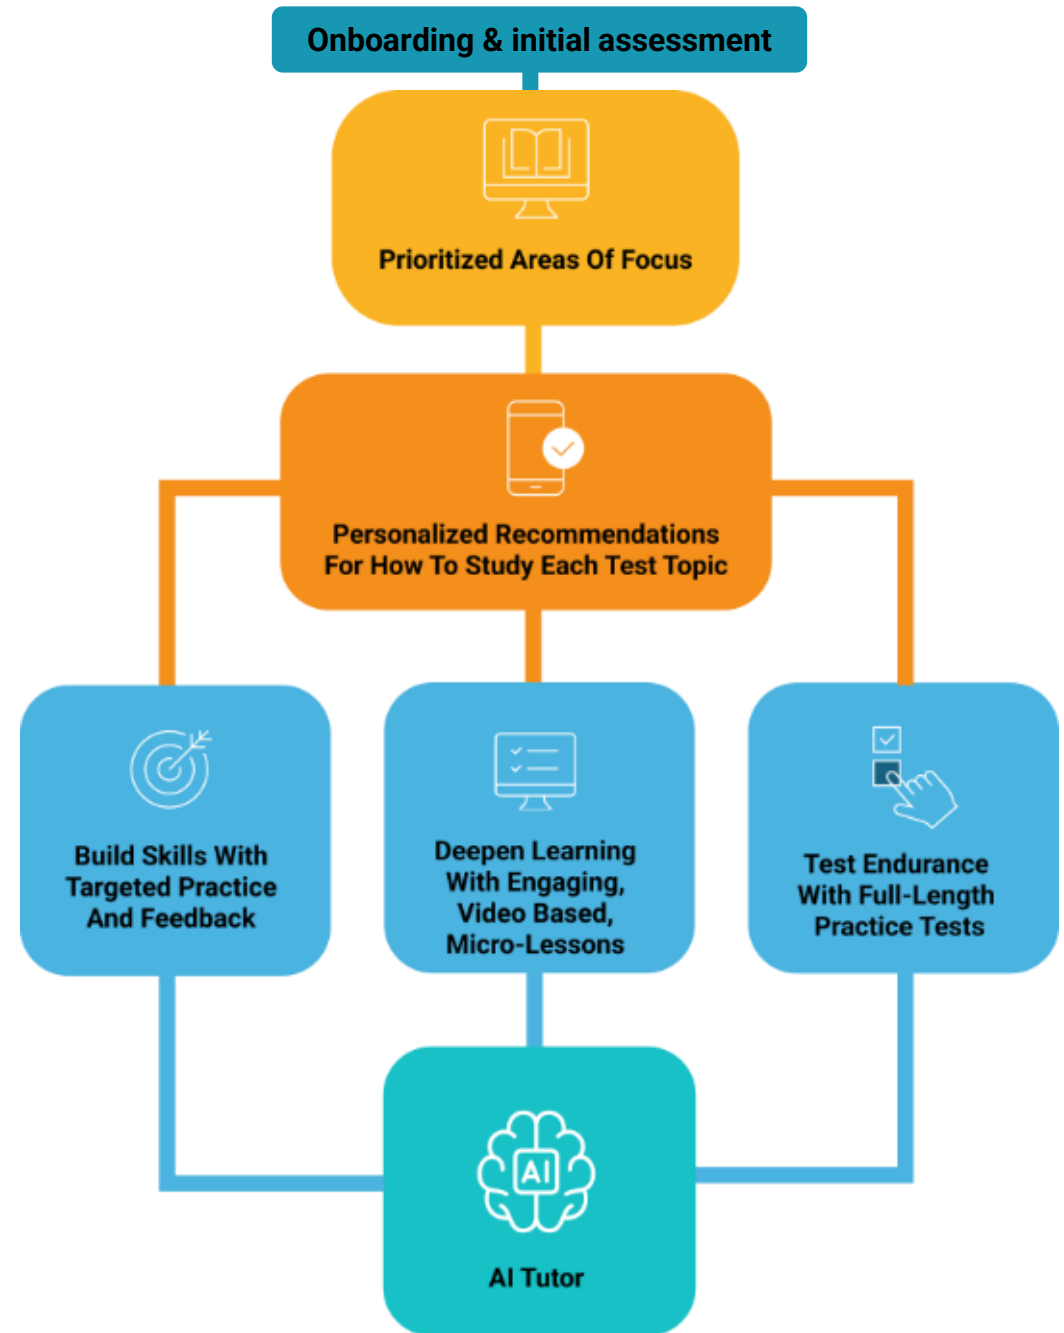 Onboarding & initial assessment
Prioritized Areas Of Focus
Personalized Recommendations
For How To Study Each Test Topic
Build Skills With
Targeted Practice
And Feedback
Deepen Learning
With Engaging,
Video Based,
Micro-Lessons
Test Endurance
With Full-Length
Practice Tests
AI
AI Tutor